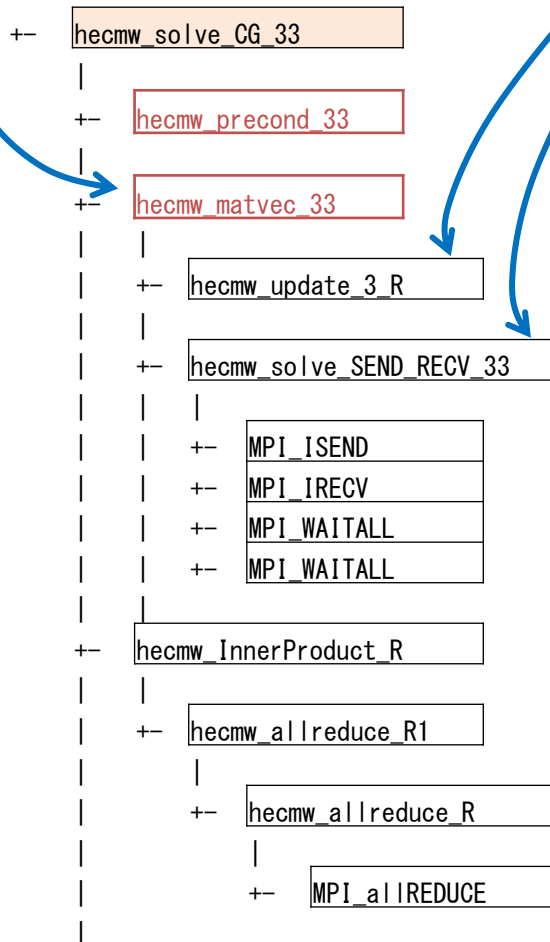 +- hecmw_solve_CG_33
|
+- hecmw_precond_33
|
+- hecmw_matvec_33
| |
| +- hecmw_update_3_R
| |
| +- hecmw_solve_SEND_RECV_33
| | |
| | +- MPI_ISEND
| | +- MPI_IRECV
| | +- MPI_WAITALL
| | +- MPI_WAITALL
| |
+- hecmw_InnerProduct_R
| |
| +- hecmw_allreduce_R1
| |
| +- hecmw_allreduce_R
| |
| +- MPI_allREDUCE
|